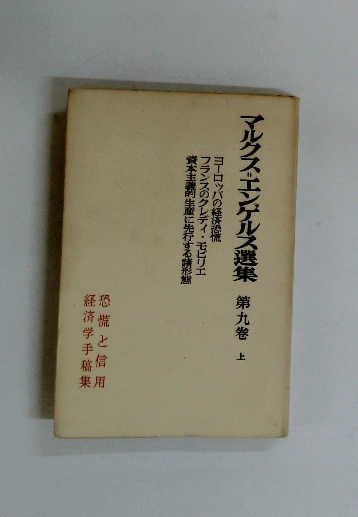 マルクス=エンゲルス選集 第九卷 上
ヨーロッパの経済恐慌
フランスのクレディ・モビリエ
資本主義的生産に先行する諸形態
恐慌と信用
経済学手稿集